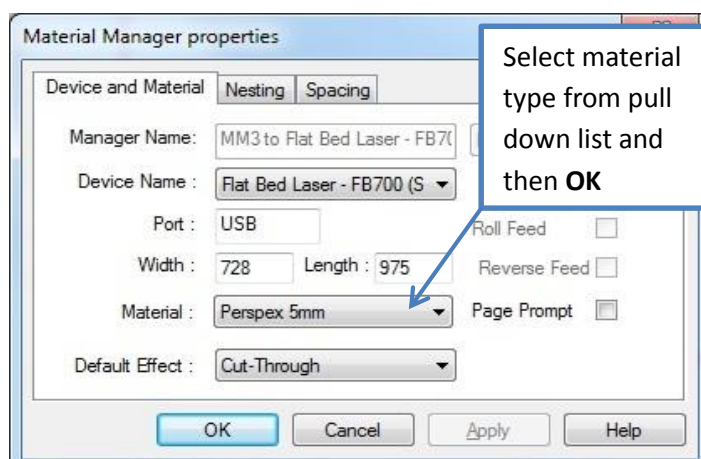 Material Manager properties
Select material
type from pull
down list and
then OK
Device and Material Nesting Spacing
Manager Name: MM3 to Flat Bed Laser - FB70
Device Name : Flat Bed Laser - FB700 (S
Port : USB Roll Feed
Width : 728 Length : 975 Reverse Feed
Material : Perspex 5mm Page Prompt
Default Effect : Cut-Through
OK Cancel Apply Help